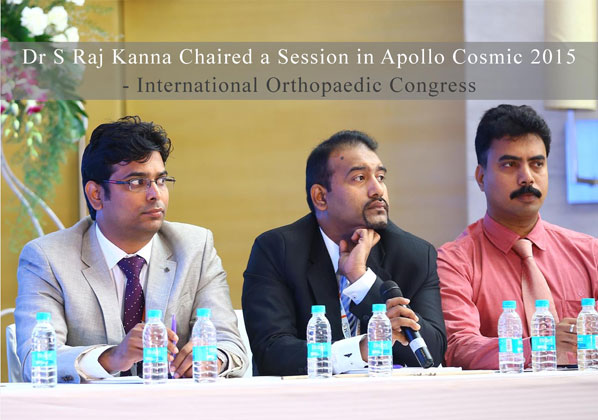 Dr S Raj Kanna Chaired a Session in Apollo Cosmic 2015
- International Orthopaedic Congress